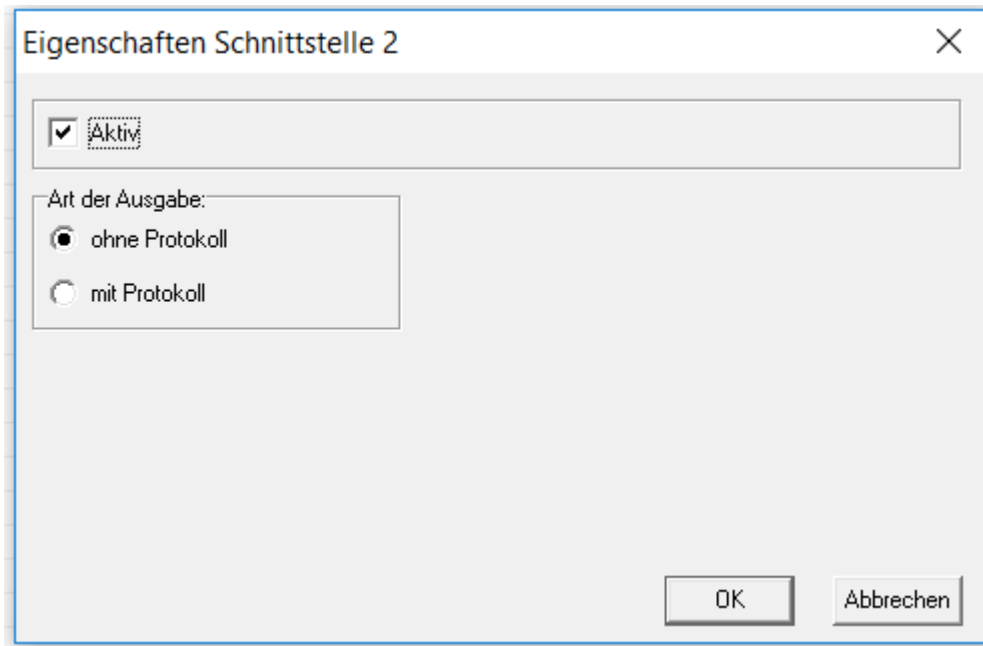 Eigenschaften Schnittstelle 2
Aktiv
Art der Ausgabe:
ohne Protokoll
mit Protokoll
OK
Abbrechen